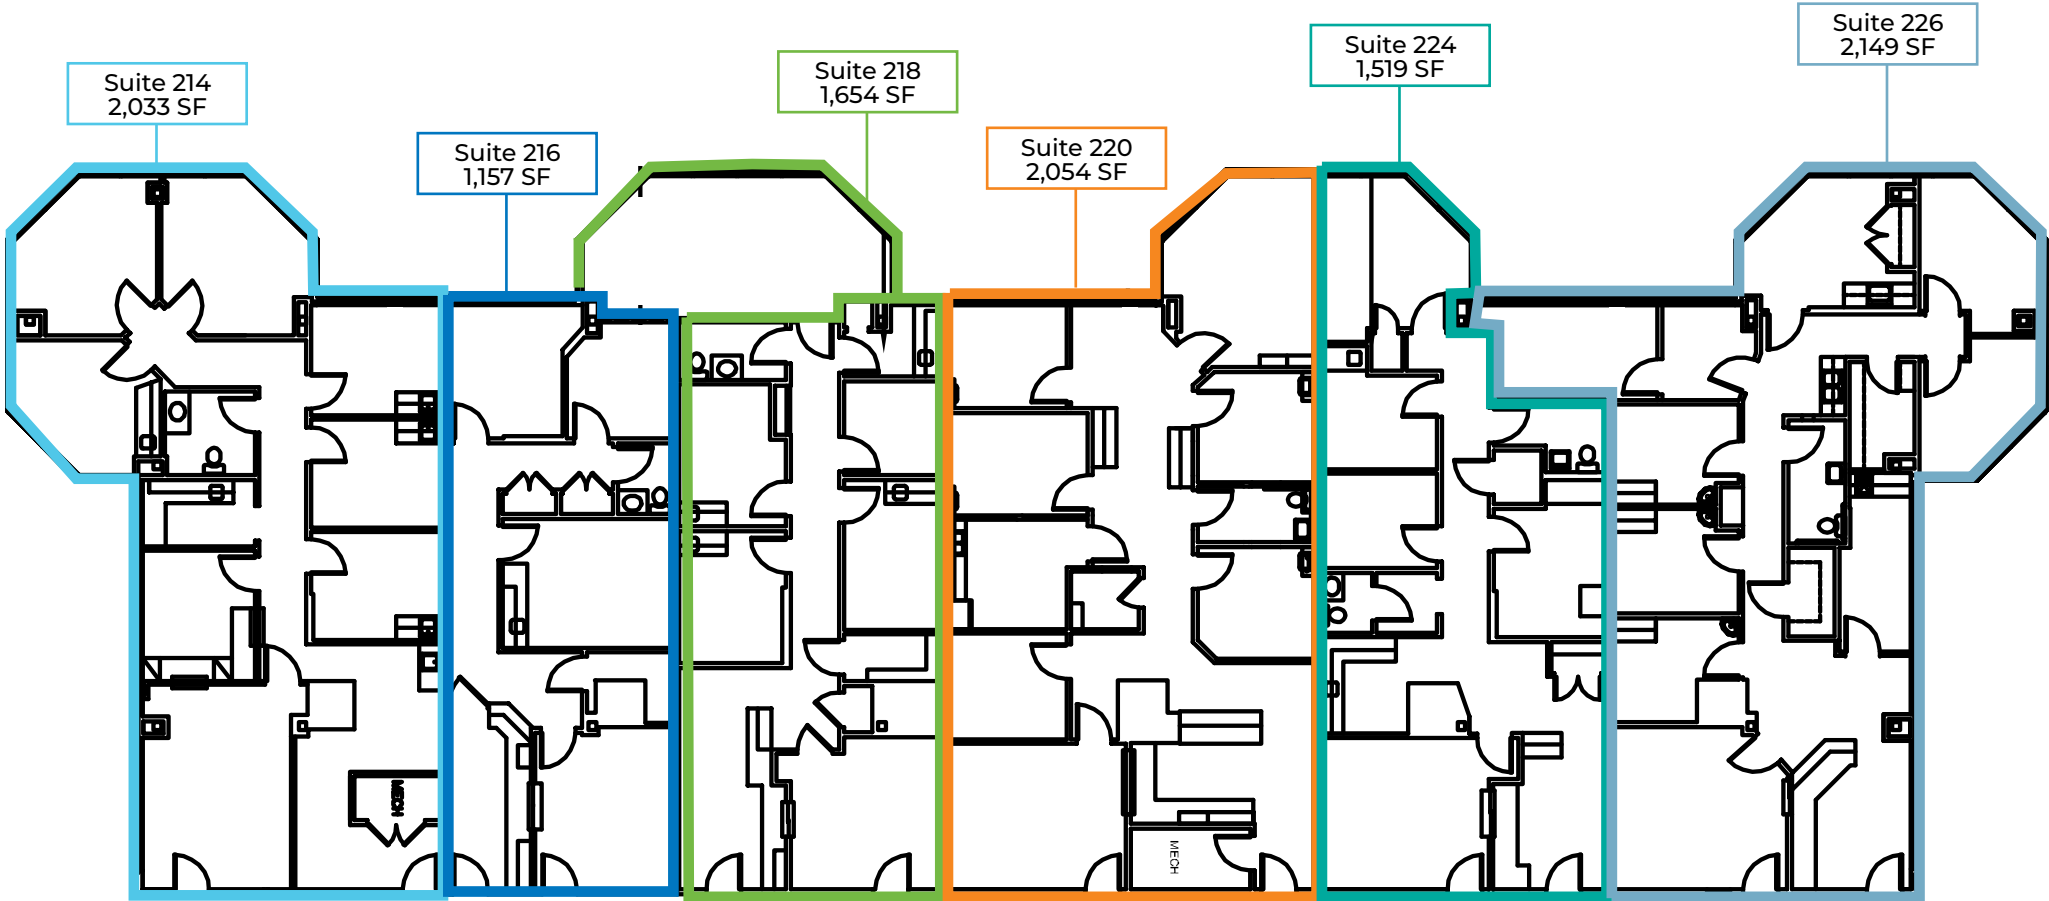 Suite 214
2,033 SF
Suite 216
1,157 SF
Suite 218
1,654 SF
Suite 220
2,054 SF
Suite 224
1,519 SF
Suite 226
2,149 SF
MECH
MECH